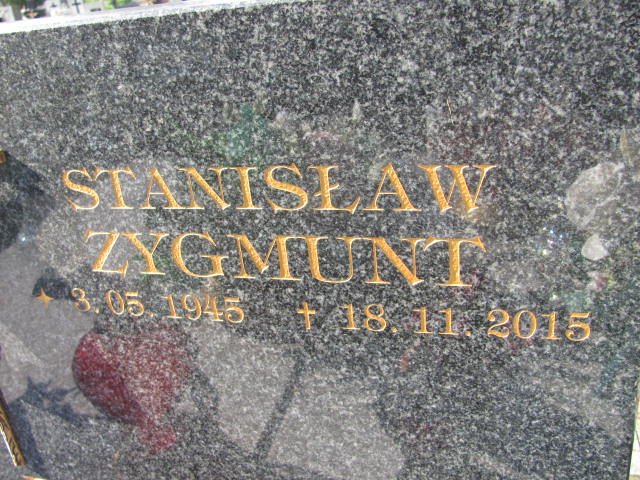 STANISŁAW
ZYGMUNT
✦ 3. 05. 1945 † 18. 11. 2015